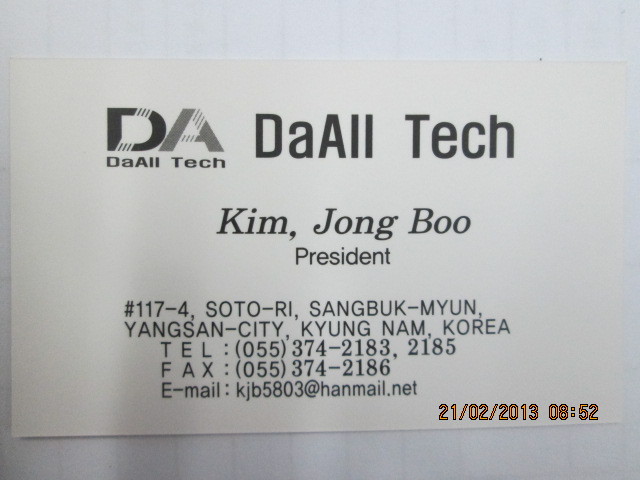 DA
DaAll Tech
DaAll Tech
Kim, Jong Boo
President
#117-4, SOTO-RI, SANGBUK-MYUN,
YANGSAN-CITY, KYUNG NAM, KOREA
TEL:(055)374-2183, 2185
FAX:(055)374-2186
E-mail: kjb5803@hanmail.net
21/02/2013 08:52